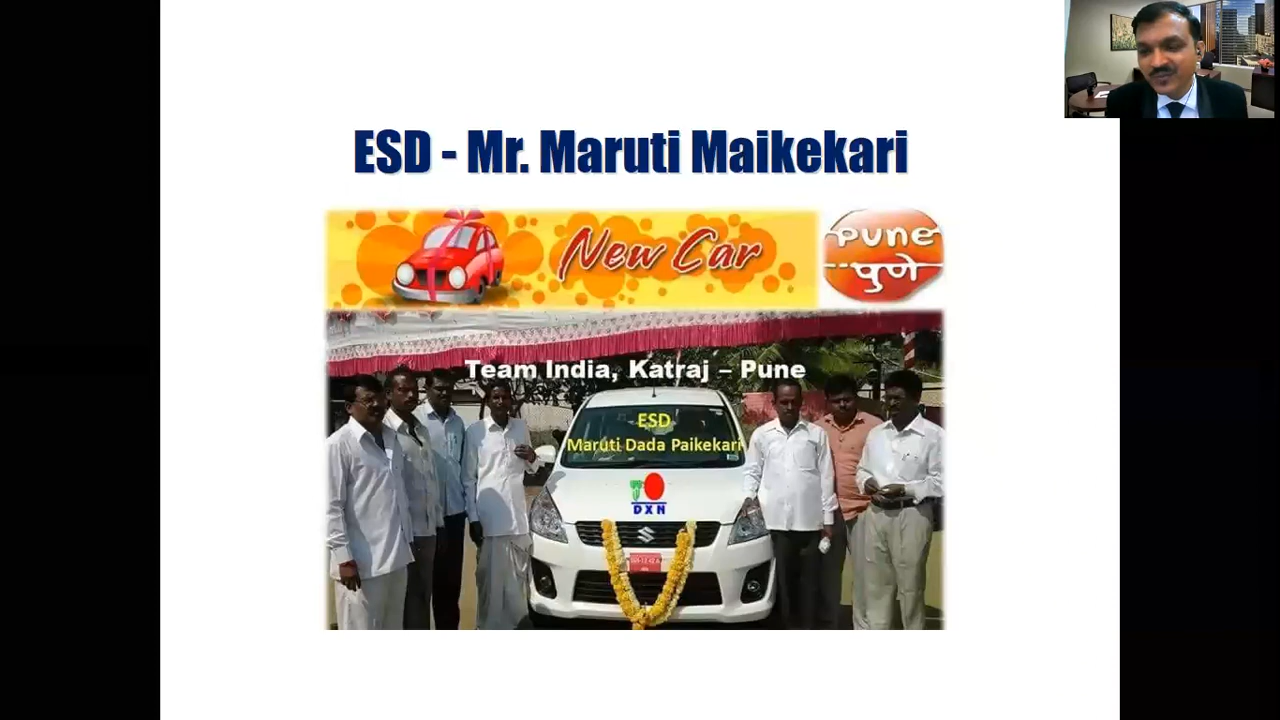 ESD - Mr. Maruti Maikekari
New Car
Pune
पुणे
Team India, Katraj – Pune
ESD
Maruti Dada Paikekari
DXN